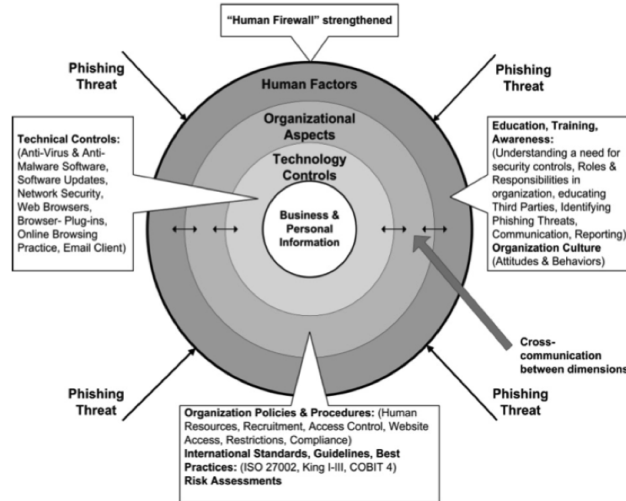 “Human Firewall” strengthened
Phishing
Threat
Phishing
Threat
Human Factors
Organizational
Aspects
Technology
Controls
Business &
Personal
Information
Technical Controls:
(Anti-Virus & Anti-
Malware Software,
Software Updates,
Network Security,
Web Browsers,
Browser- Plug-ins,
Online Browsing
Practice, Email Client)
Education, Training,
Awareness:
(Understanding a need for
security controls, Roles &
Responsibilities in
organization, educating
Third Parties, Identifying
Phishing Threats,
Communication, Reporting)
Organization Culture
(Attitudes & Behaviors)
Cross-
communication
between dimensions
Phishing
Threat
Phishing
Threat
Organization Policies & Procedures: (Human
Resources, Recruitment, Access Control, Website
Access, Restrictions, Compliance)
International Standards, Guidelines, Best
Practices: (ISO 27002, King I-III, COBIT 4)
Risk Assessments